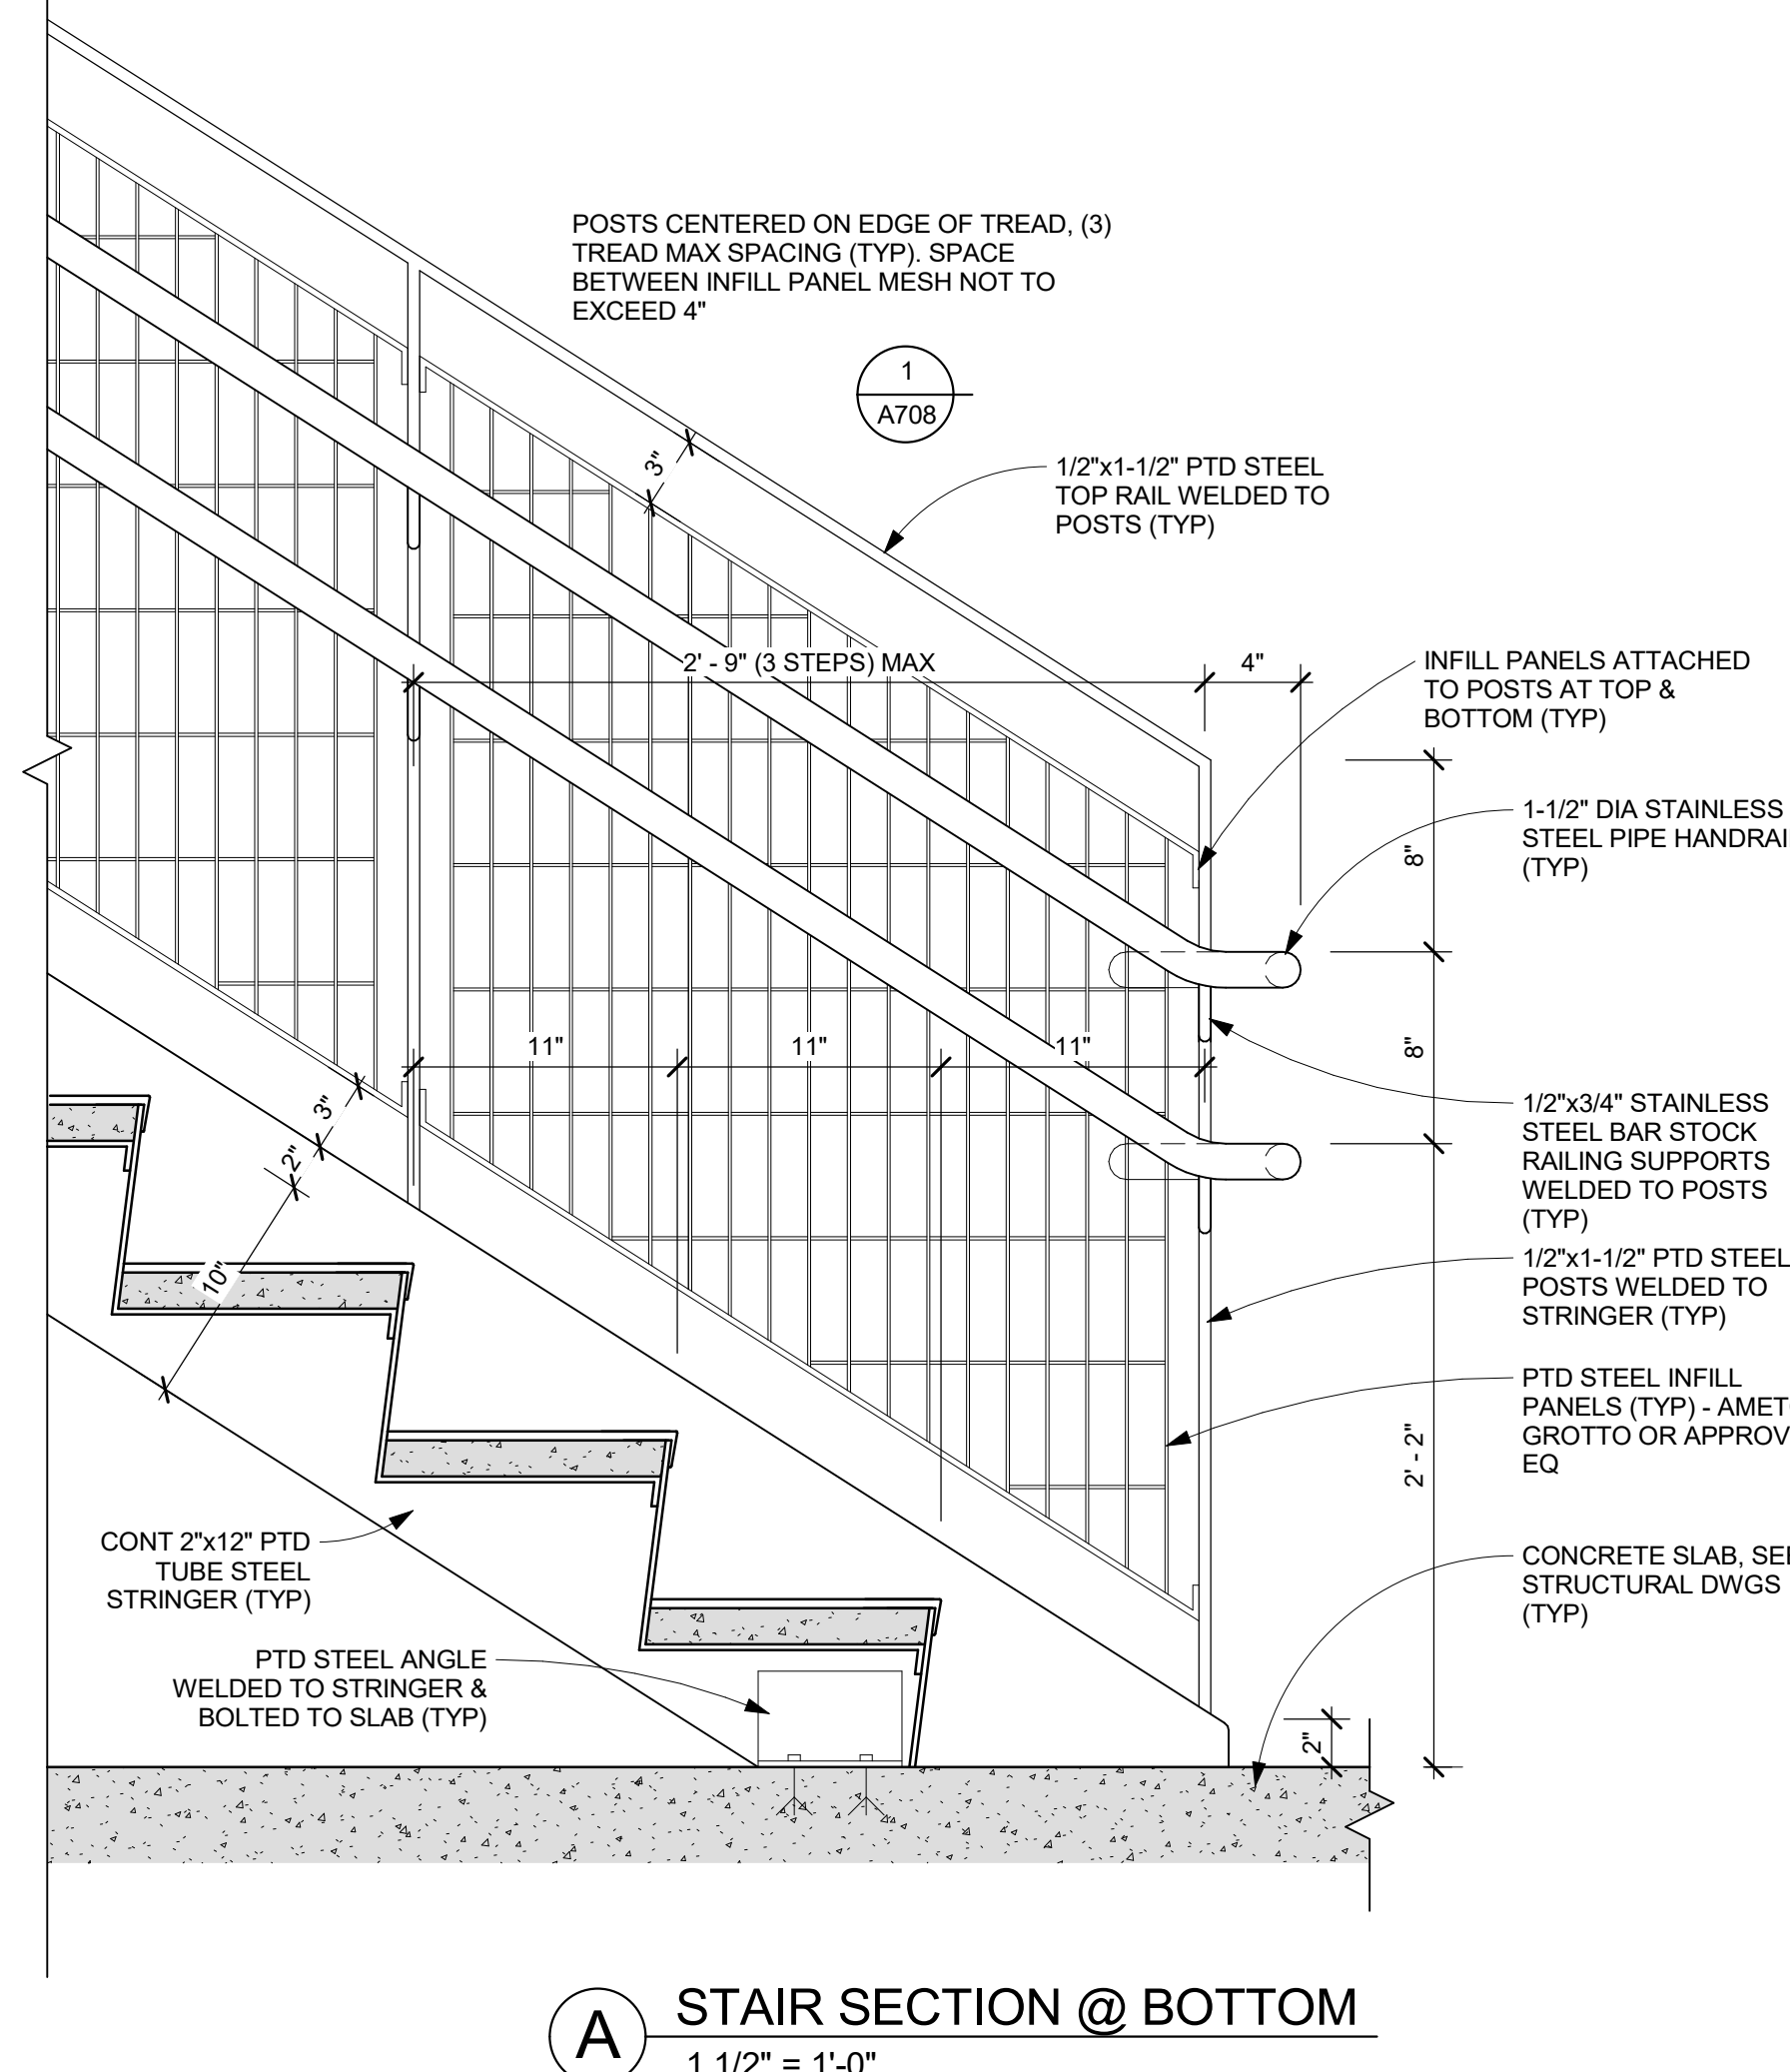 POSTS CENTERED ON EDGE OF TREAD, (3)
TREAD MAX SPACING (TYP). SPACE
BETWEEN INFILL PANEL MESH NOT TO
EXCEED 4"
1
A708
3"
1/2"x1-1/2" PTD STEEL
TOP RAIL WELDED TO
POSTS (TYP)
2' - 9" (3 STEPS) MAX
4"
INFILL PANELS ATTACHED
TO POSTS AT TOP &
BOTTOM (TYP)
8"
1-1/2" DIA STAINLESS
STEEL PIPE HANDRAI
(TYP)
11"
11"
11"
8"
3"
2"
10"
1/2"x3/4" STAINLESS
STEEL BAR STOCK
RAILING SUPPORTS
WELDED TO POSTS
(TYP)
1/2"x1-1/2" PTD STEEL
POSTS WELDED TO
STRINGER (TYP)
PTD STEEL INFILL
PANELS (TYP) - AMET
GROTTO OR APPROV
EQ
2' - 2"
CONT 2"x12" PTD
TUBE STEEL
STRINGER (TYP)
CONCRETE SLAB, SEE
STRUCTURAL DWGS
(TYP)
PTD STEEL ANGLE
WELDED TO STRINGER &
BOLTED TO SLAB (TYP)
2"
A
STAIR SECTION @ BOTTOM
1 1/2" = 1'-0"